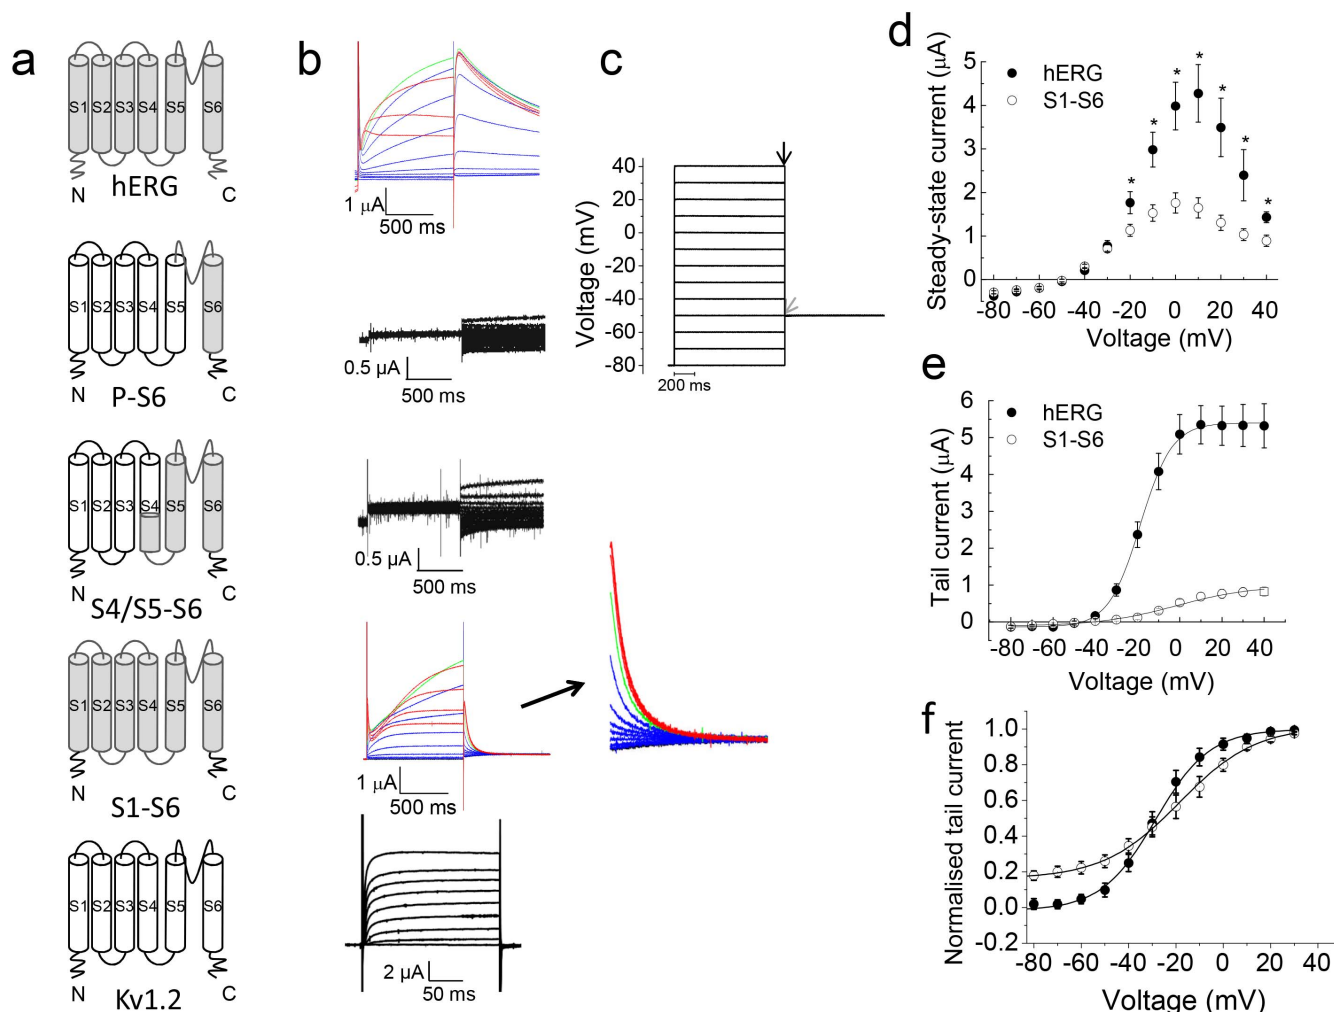 a
S1 S2 S3 S4 S5 S6
N C
hERG
S1 S2 S3 S4 S5 S6
N C
P-S6
S1 S2 S3 S4 S5 S6
N C
S4/S5-S6
S1 S2 S3 S4 S5 S6
N C
S1-S6
S1 S2 S3 S4 S5 S6
N C
Kv1.2
b
1 µA
500 ms
0.5 µA
500 ms
0.5 µA
500 ms
1 µA
500 ms
2 µA
50 ms
c
Voltage (mV)
40
20
0
-20
-40
-60
-80
200 ms
d
Steady-state current (µA)
5
4
3
2
1
0
hERG
S1-S6
* * * * * * *
-80 -60 -40 -20 0 20 40
Voltage (mV)
e
Tail current (µA)
6
5
4
3
2
1
0
hERG
S1-S6
-80 -60 -40 -20 0 20 40
Voltage (mV)
f
Normalised tail current
1.0
0.8
0.6
0.4
0.2
0.0
-0.2
-80 -60 -40 -20 0 20 40
Voltage (mV)